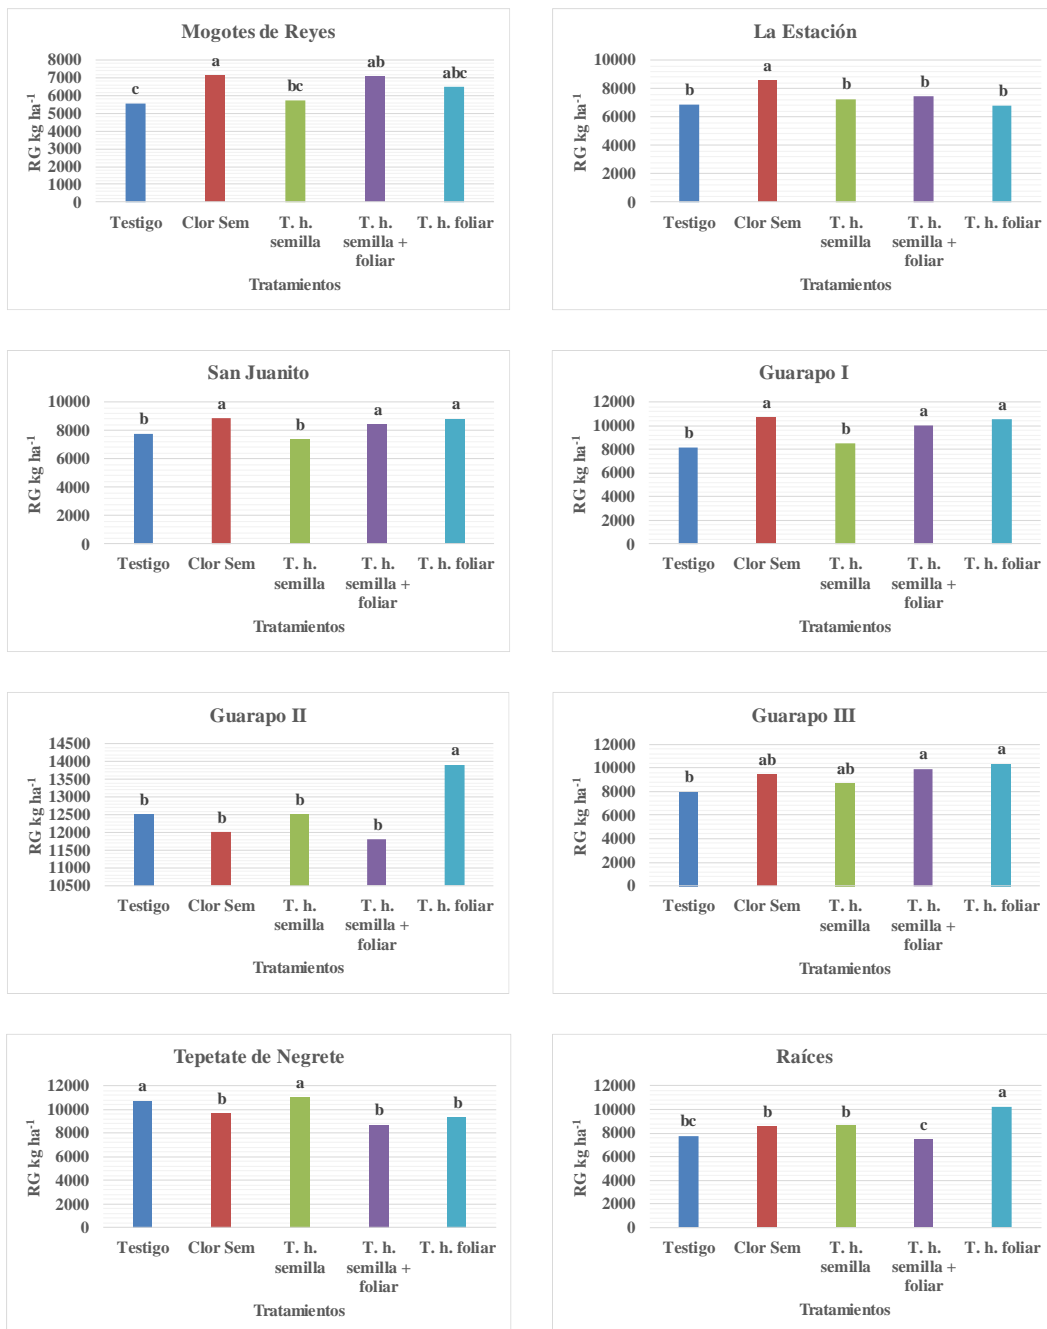 Mogotes de Reyes
8000
7000
6000
5000
4000
3000
2000
1000
0
RG kg ha⁻¹
c
a
bc
ab
abc
Testigo
Clor Sem
T. h.
semilla
T. h.
semilla +
foliar
T. h. foliar
Tratamientos
La Estación
10000
8000
6000
4000
2000
0
RG kg ha⁻¹
b
a
b
b
b
Testigo
Clor Sem
T. h.
semilla
T. h.
semilla +
foliar
T. h. foliar
Tratamientos
San Juanito
10000
8000
6000
4000
2000
0
RG kg ha⁻¹
b
a
b
a
a
Testigo
Clor Sem
T. h.
semilla
T. h.
semilla +
foliar
T. h. foliar
Tratamientos
Guarapo I
12000
10000
8000
6000
4000
2000
0
RG kg ha⁻¹
b
a
b
a
a
Testigo
Clor Sem
T. h.
semilla
T. h.
semilla +
foliar
T. h. foliar
Tratamientos
Guarapo II
14500
14000
13500
13000
12500
12000
11500
11000
10500
RG kg ha⁻¹
b
b
b
b
a
Testigo
Clor Sem
T. h.
semilla
T. h.
semilla +
foliar
T. h. foliar
Tratamientos
Guarapo III
12000
10000
8000
6000
4000
2000
0
RG kg ha⁻¹
b
ab
ab
a
a
Testigo
Clor Sem
T. h.
semilla
T. h.
semilla +
foliar
T. h. foliar
Tratamientos
Tepetate de Negrete
12000
10000
8000
6000
4000
2000
0
RG kg ha⁻¹
a
b
a
b
b
Testigo
Clor Sem
T. h.
semilla
T. h.
semilla +
foliar
T. h. foliar
Tratamientos
Raíces
12000
10000
8000
6000
4000
2000
0
RG kg ha⁻¹
bc
b
b
c
a
Testigo
Clor Sem
T. h.
semilla
T. h.
semilla +
foliar
T. h. foliar
Tratamientos